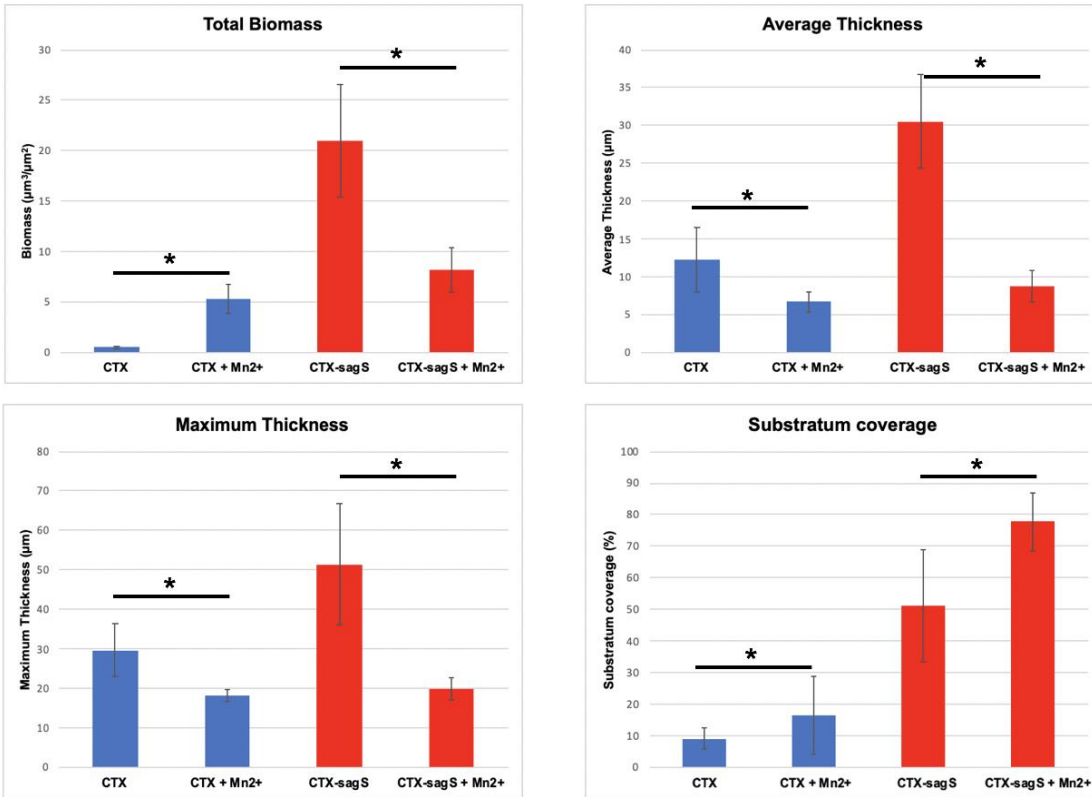 Total Biomass
30
25
20
15
10
5
0
Biomass (µm³/µm²)
*
*
CTX
CTX + Mn2+
CTX-sagS
CTX-sagS + Mn2+
Average Thickness
40
35
30
25
20
15
10
5
0
Average Thickness (µm)
*
*
CTX
CTX + Mn2+
CTX-sagS
CTX-sagS + Mn2+
Maximum Thickness
80
70
60
50
40
30
20
10
0
Maximum Thickness (µm)
*
*
CTX
CTX + Mn2+
CTX-sagS
CTX-sagS + Mn2+
Substratum coverage
100
90
80
70
60
50
40
30
20
10
0
Substratum coverage (%)
*
*
CTX
CTX + Mn2+
CTX-sagS
CTX-sagS + Mn2+